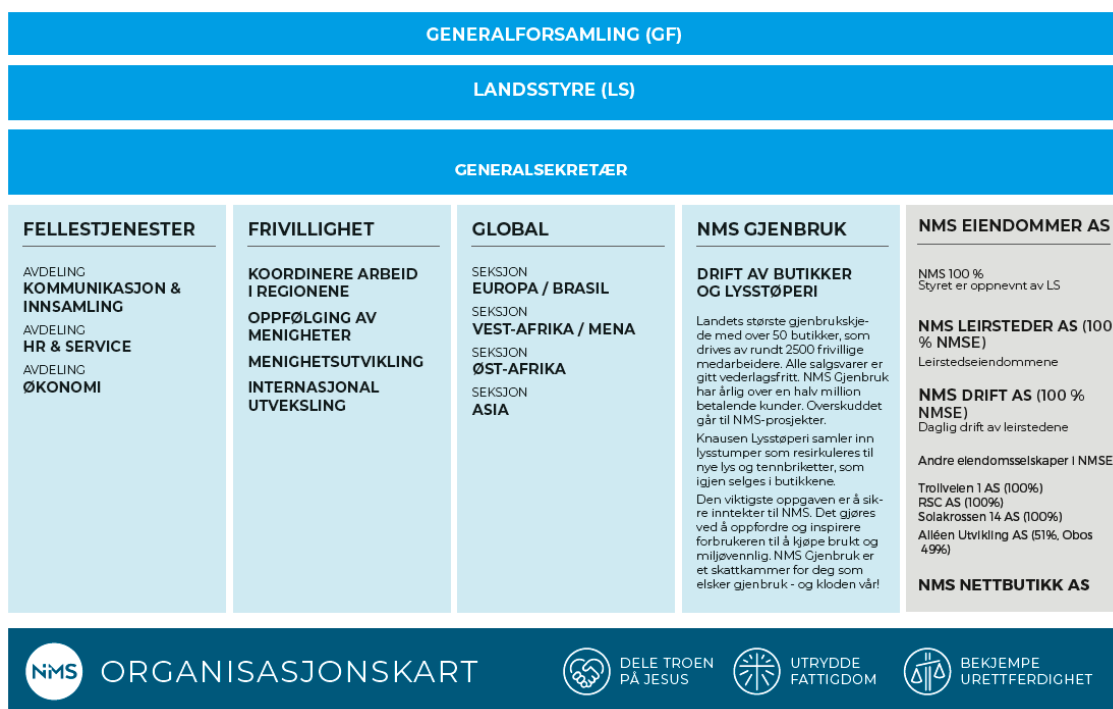 GENERALFORSAMLING (GF)
LANDSSTYRE (LS)
GENERALSEKRETÆR
FELLESTJENESTER
AVDELING
KOMMUNIKASJON &
INNSAMLING
AVDELING
HR & SERVICE
AVDELING
ØKONOMI
FRIVILLIGHET
KOORDINERE ARBEID
I REGIONENE
OPPFØLGING AV
MENIGHETER
MENIGHETSUTVIKLING
INTERNASJONAL
UTVEKSLING
GLOBAL
SEKSJON
EUROPA / BRASIL
SEKSJON
VEST-AFRIKA / MENA
SEKSJON
ØST-AFRIKA
SEKSJON
ASIA
NMS GJENBRUK
DRIFT AV BUTIKKER
OG LYSSTØPERI
Landets største gjenbrukskje-
de med over 50 butikker, som
drives av rundt 2500 frivillige
medarbeidere. Alle salgsvarer er
gitt vederlagsfritt. NMS Gjenbruk
har årlig over en halv million
betalende kunder. Overskuddet
går til NMS-prosjekter.
Knausen Lysstøperi samler inn
lysstumper som resirkuleres til
nye lys og tennbriketter, som
igjen selges i butikkene.
Den viktigste oppgaven er å sik-
re inntekter til NMS. Det gjøres
ved å oppfordre og inspirere
forbrukeren til å kjøpe brukt og
miljøvennlig. NMS Gjenbruk er
et skattkammer for deg som
elsker gjenbruk - og kloden vår!
NMS EIENDOMMER AS
NMS 100 %
Styret er oppnevnt av LS
NMS LEIRSTEDER AS (100
% NMSE)
Leirstedseiendommene
NMS DRIFT AS (100 %
NMSE)
Daglig drift av leirstedene
Andre eiendomsselskaper i NMSE
Trollveien 1 AS (100%)
RSC AS (100%)
Solakrossen 14 AS (100%)
Alléen Utvikling AS (51%, Obos
49%)
NMS NETTBUTIKK AS
NMS
ORGANISASJONSKART
DELE TROEN
PÅ JESUS
UTRYDDE
FATTIGDOM
BEKJEMPE
URETTFERDIGHET